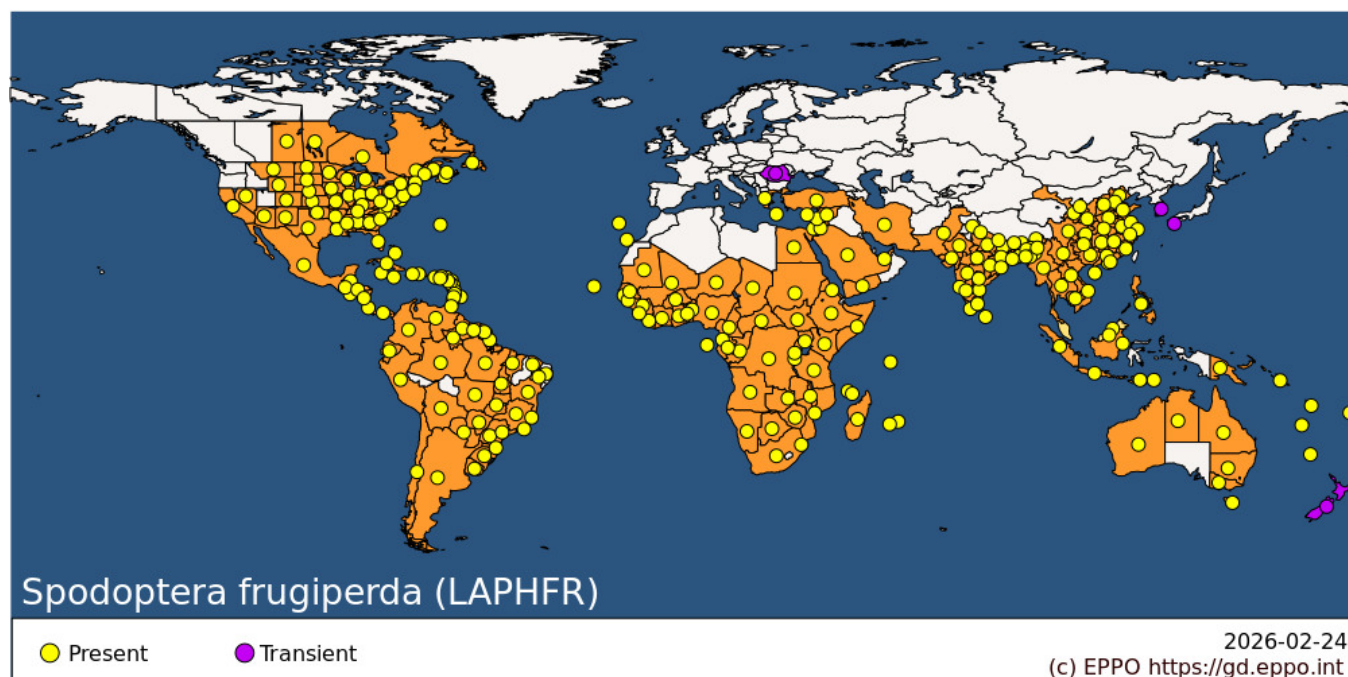 Spodoptera frugiperda (LAPHFR)
Present
Transient
2026-02-24
(c) EPPO https://gd.eppo.int